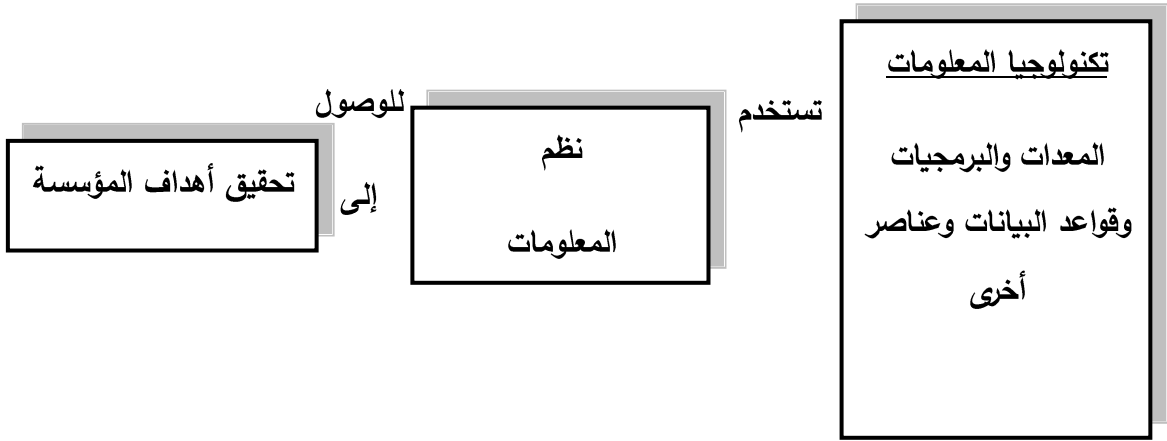 تكنولوجيا المعلومات
المعدات والبرمجيات
وقواعد البيانات وعناصر
أخرى
تستخدم
نظم
المعلومات
للوصول
إلى
تحقيق أهداف المؤسسة